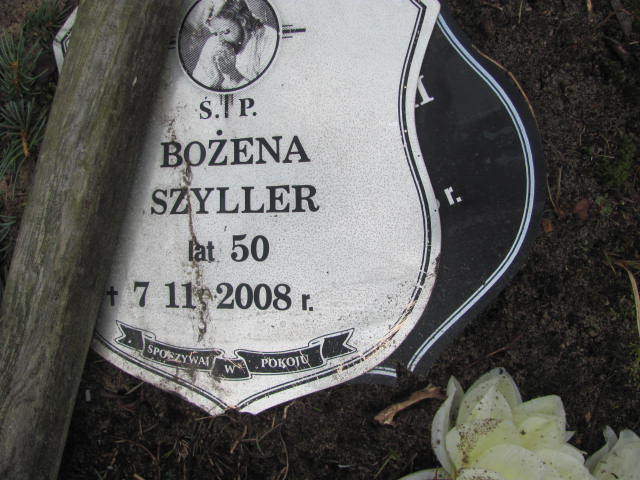 Ś. P.
BOŻENA
SZYLLER
lat 50
† 7 11 2008 r.
SPOCZYWAJ W POKOJU
r.